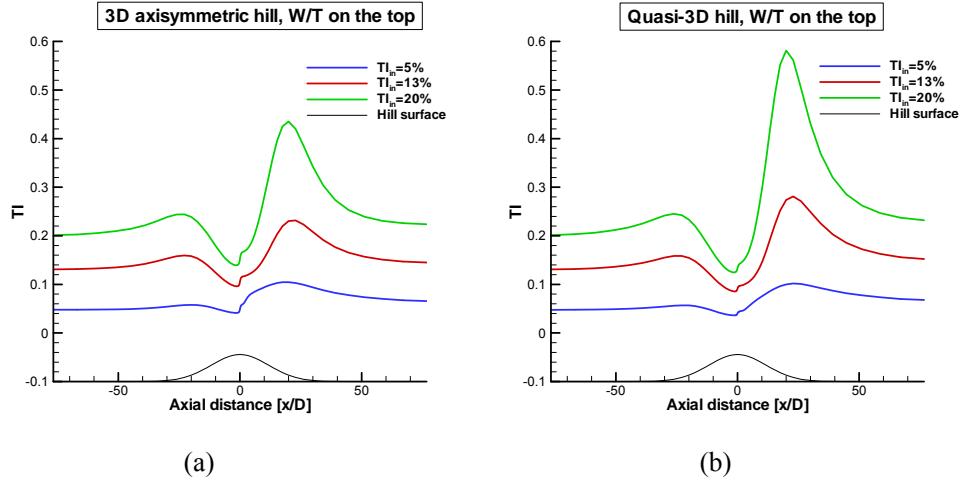 3D axisymmetric hill, W/T on the top
TI
0.6
0.5
0.4
0.3
0.2
0.1
0
-0.1
TIin=5%
TIin=13%
TIin=20%
Hill surface
-50 0 50
Axial distance [x/D]
(a)
Quasi-3D hill, W/T on the top
TI
0.6
0.5
0.4
0.3
0.2
0.1
0
-0.1
TIin=5%
TIin=13%
TIin=20%
Hill surface
-50 0 50
Axial distance [x/D]
(b)